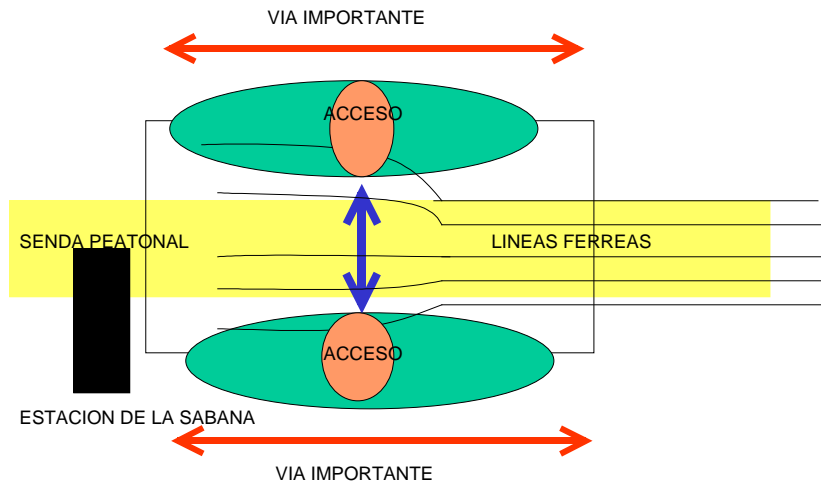 VIA IMPORTANTE
ACCESO
SENDA PEATONAL
LINEAS FERREAS
ACCESO
ESTACION DE LA SABANA
VIA IMPORTANTE